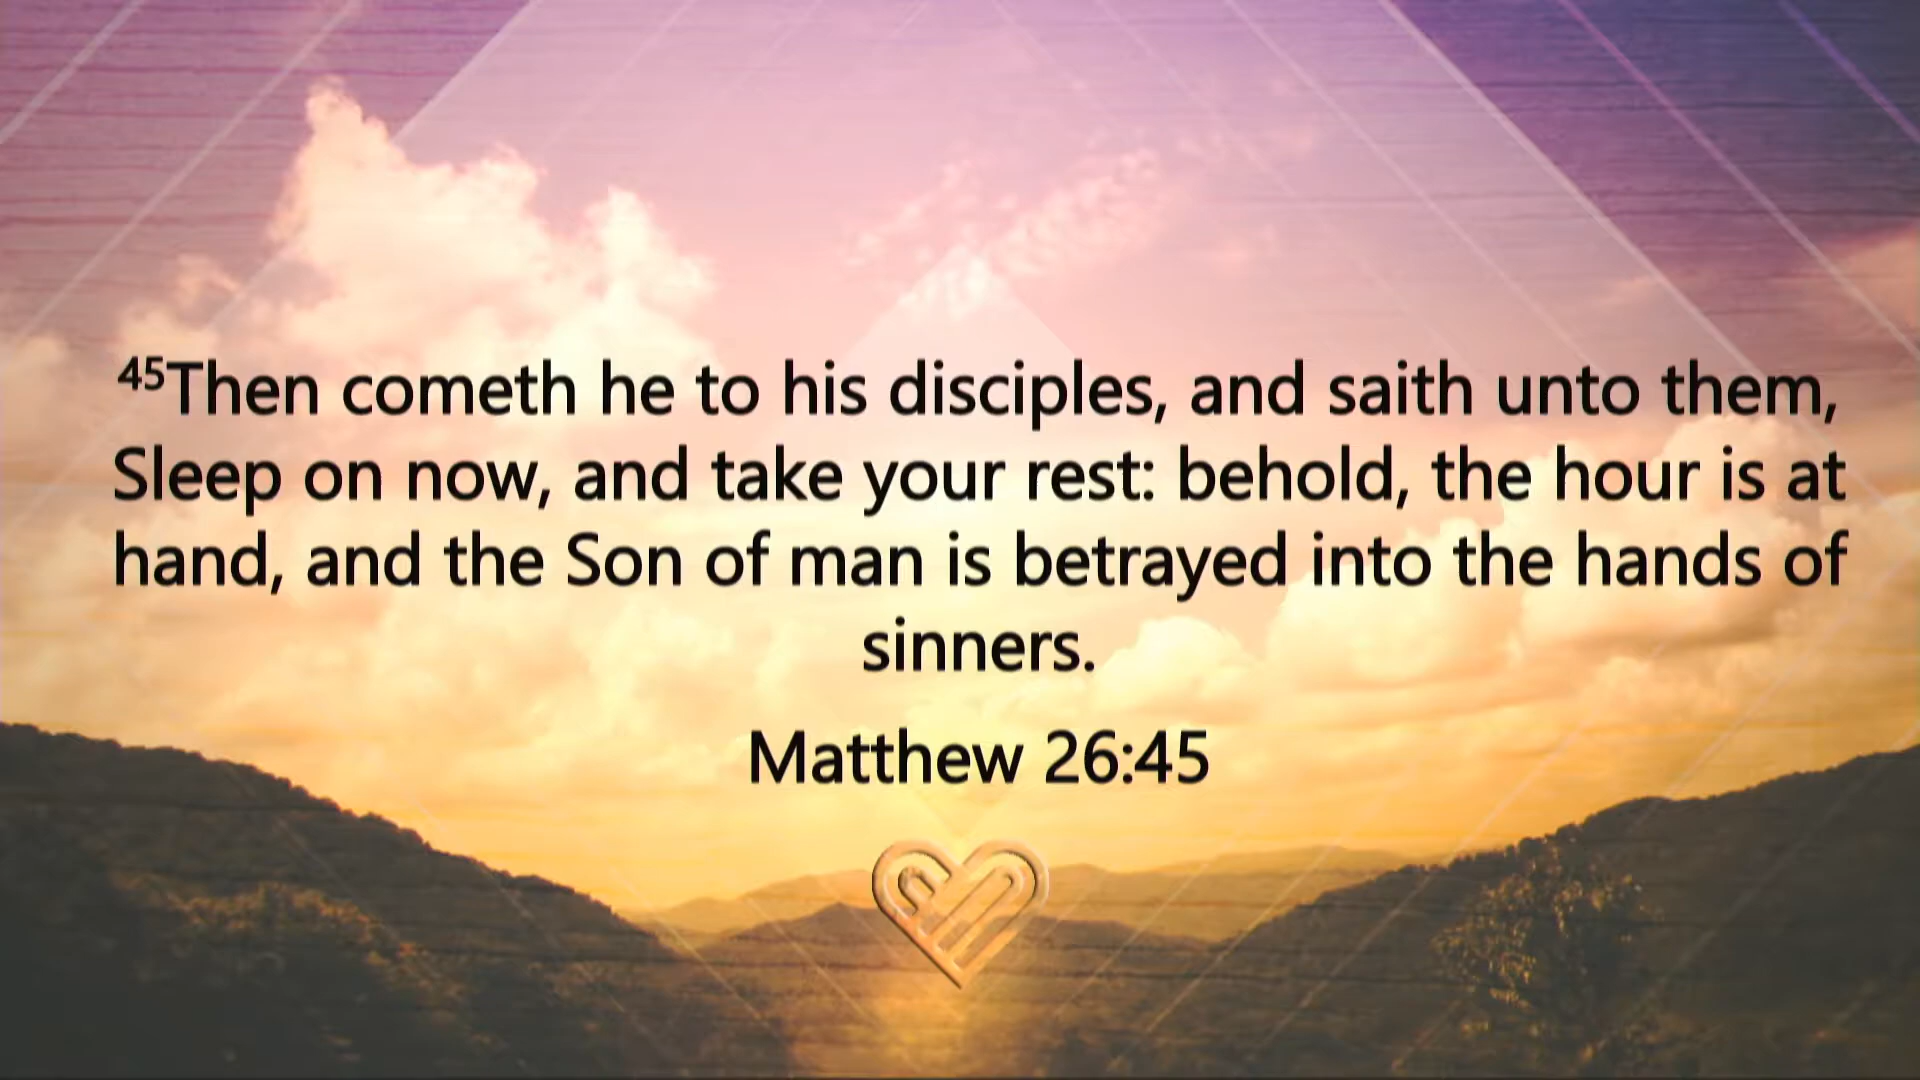 45Then cometh he to his disciples, and saith unto them,
Sleep on now, and take your rest: behold, the hour is at
hand, and the Son of man is betrayed into the hands of
sinners.
Matthew 26:45